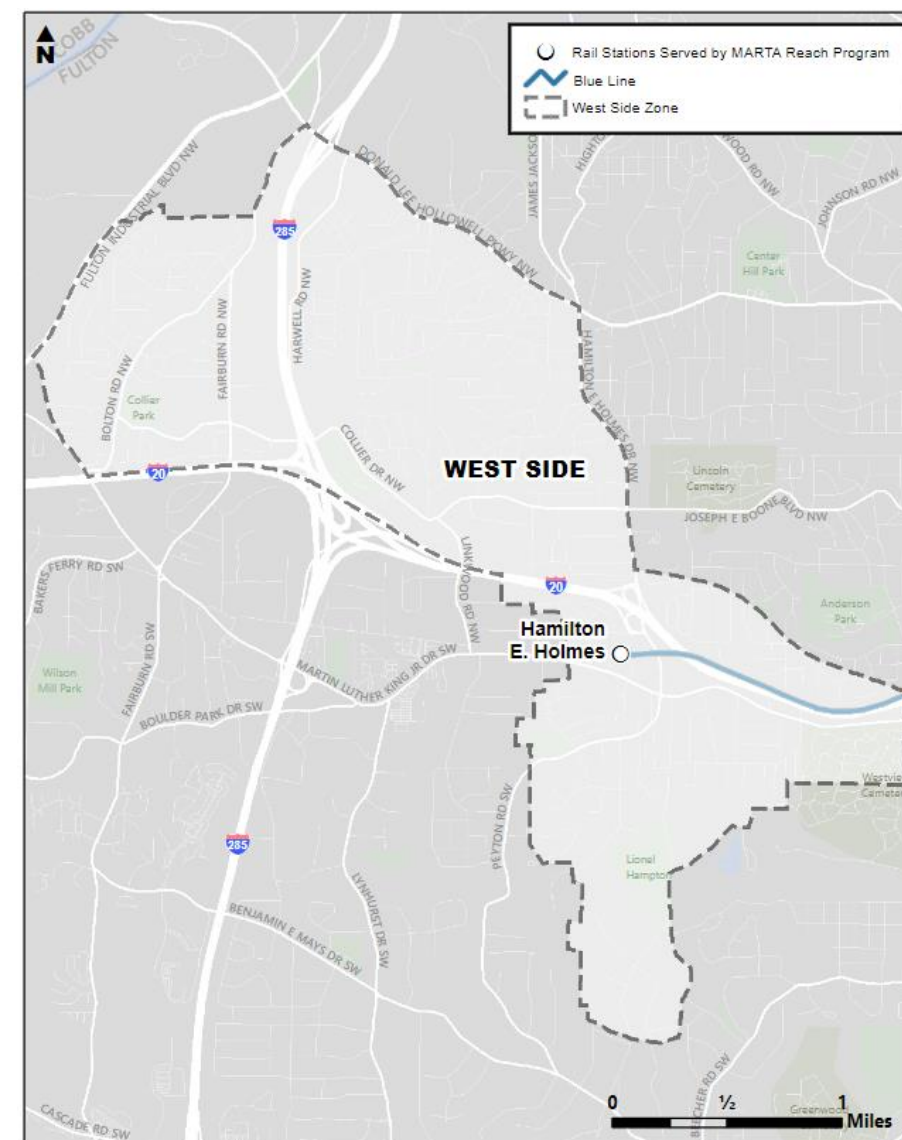 COBB
FULTON
N
Rail Stations Served by MARTA Reach Program
Blue Line
West Side Zone
FULTON INDUSTRIAL BLVD NW
DONALD LEE HOLLOWELL PKWY NW
JAMES JACKSON
JOHNSON RD NW
285
Center
Hill Park
HARWELL RD NW
FAIRBURN RD NW
BOLTON RD NW
HAMILTON E HOLMES DR NW
Collier
Park
COLLIER DR NW
WEST SIDE
20
Lincoln
Cemetery
JOSEPH E BOONE BLVD NW
LINKWOOD RD NW
20
BAKERS FERRY RD SW
Anderson
Park
Hamilton
E. Holmes
Wilson
Mill Park
FAIRBURN RD SW
MARTIN LUTHER KING JR DR SW
BOULDER PARK DR SW
PEYTON RD SW
285
Lionel
Hampton
LYNHURST DR SW
BENJAMIN E MAYS DR SW
BEECHER RD SW
CASCADE RD SW
Greenwood
0 ½ 1
Miles